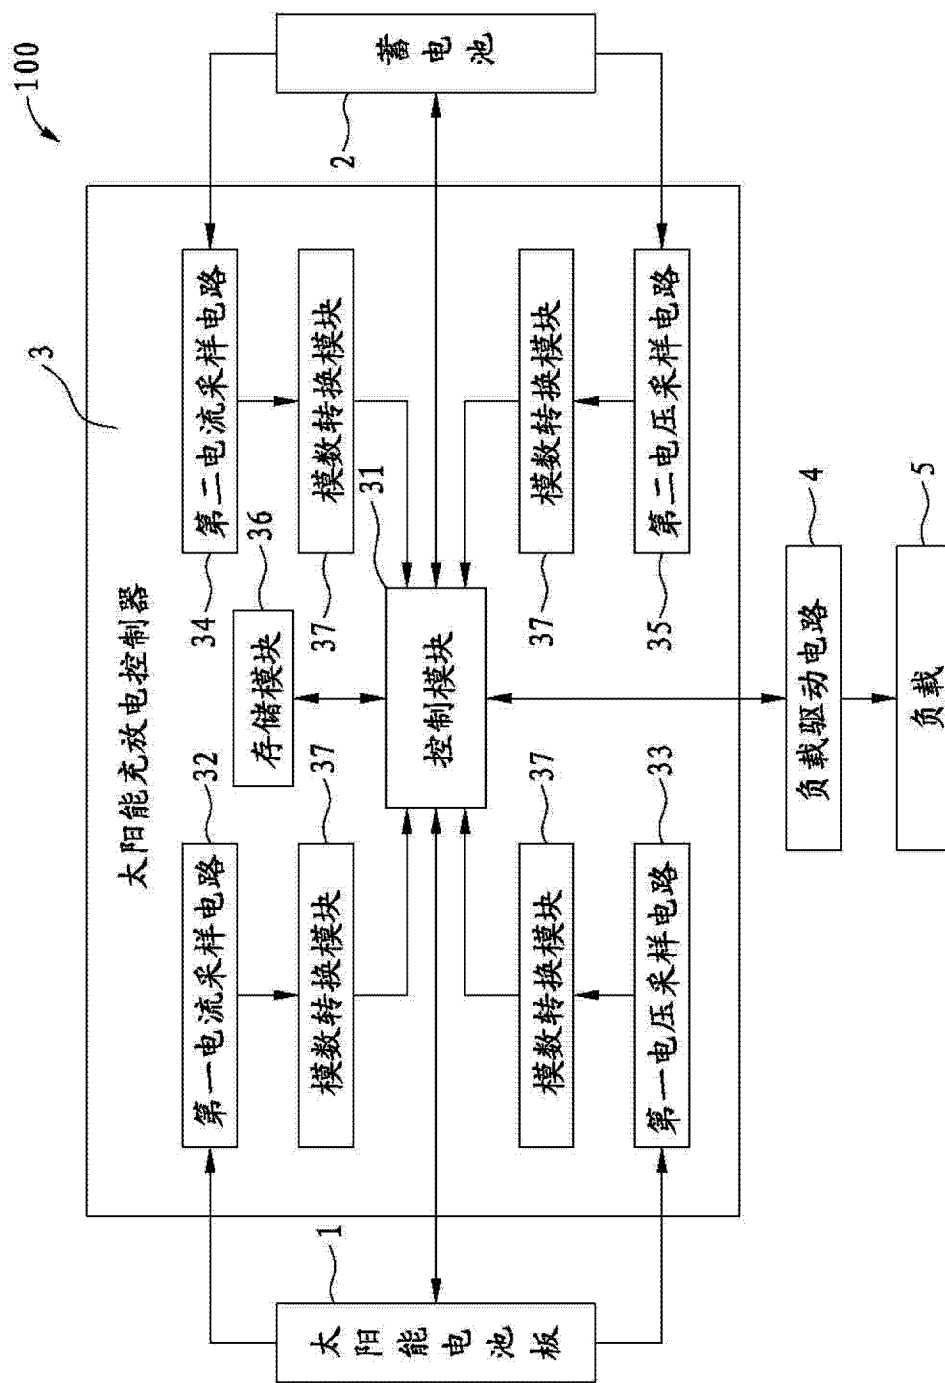 100
3
太阳能充放电控制器
32
第一电流采样电路
34
第二电流采样电路
36
存储模块
37
模数转换模块
37
模数转换模块
31
1
太阳能电池板
控制模块
2
蓄电池
37
模数转换模块
37
模数转换模块
33
第一电压采样电路
35
第二电压采样电路
4
负载驱动电路
5
负载